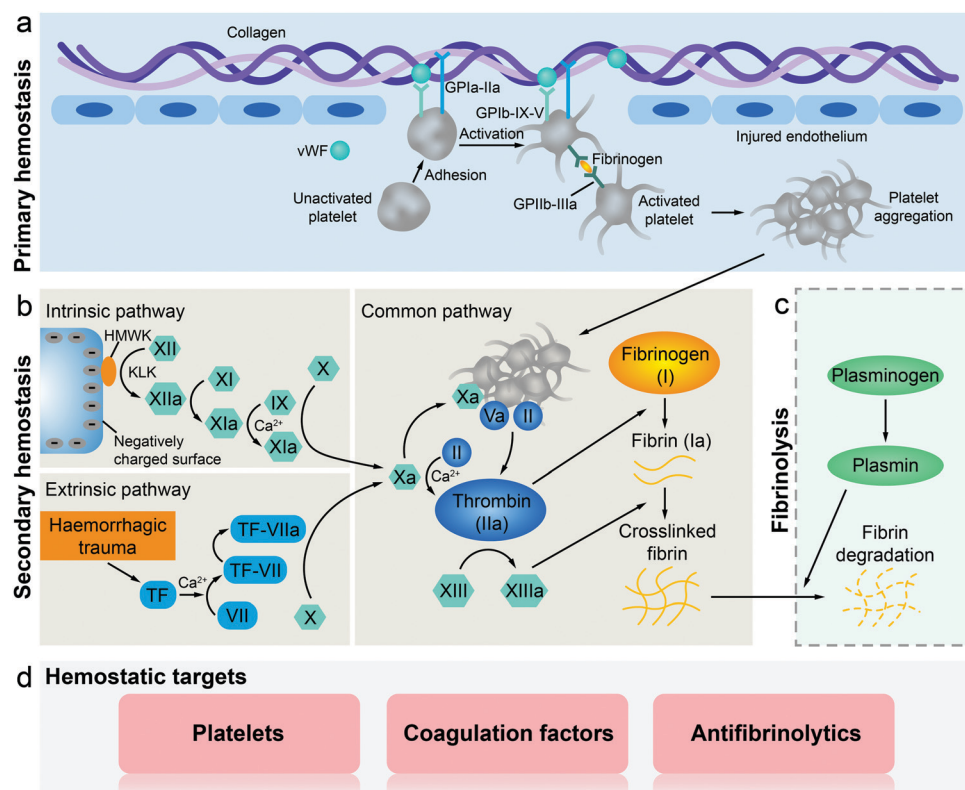 a
Primary hemostasis
Collagen
GPIa-IIa
GPIb-IX-V
Injured endothelium
vWF
Activation
Adhesion
Fibrinogen
Unactivated
platelet
GPIIb-IIIa
Activated
platelet
Platelet
aggregation
b
Secondary hemostasis
Intrinsic pathway
HMWK
XII
KLK
XIIa
XI
XIa
IX
Ca2+
XIa
X
Negatively
charged surface
- - - - - - - - - - -
Extrinsic pathway
Haemorrhagic
trauma
TF
Ca2+
TF-VIIa
TF-VII
VII
X
Common pathway
Xa
Va
II
Xa
II
Ca2+
Thrombin
(IIa)
XIII
XIIIa
Fibrinogen
(I)
Fibrin (Ia)
Crosslinked
fibrin
c
Fibrinolysis
Plasminogen
Plasmin
Fibrin
degradation
d
Hemostatic targets
Platelets
Coagulation factors
Antifibrinolytics